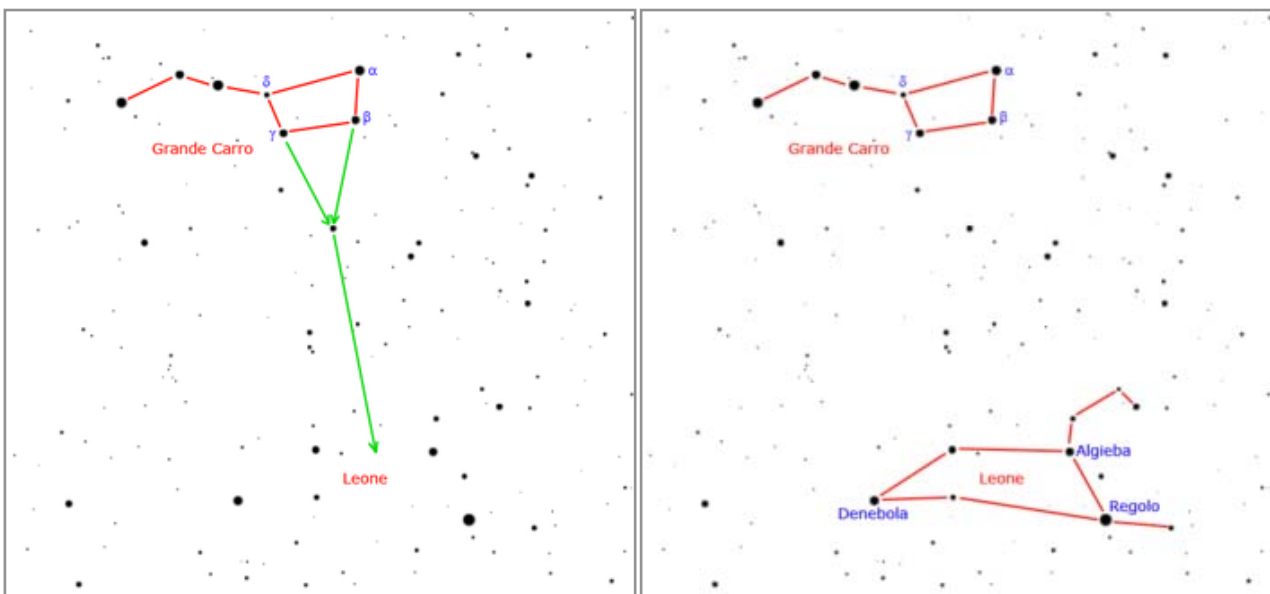 δ
α
β
γ
Grande Carro
Leone
δ
α
β
γ
Grande Carro
Algieba
Leone
Regolo
Denebola